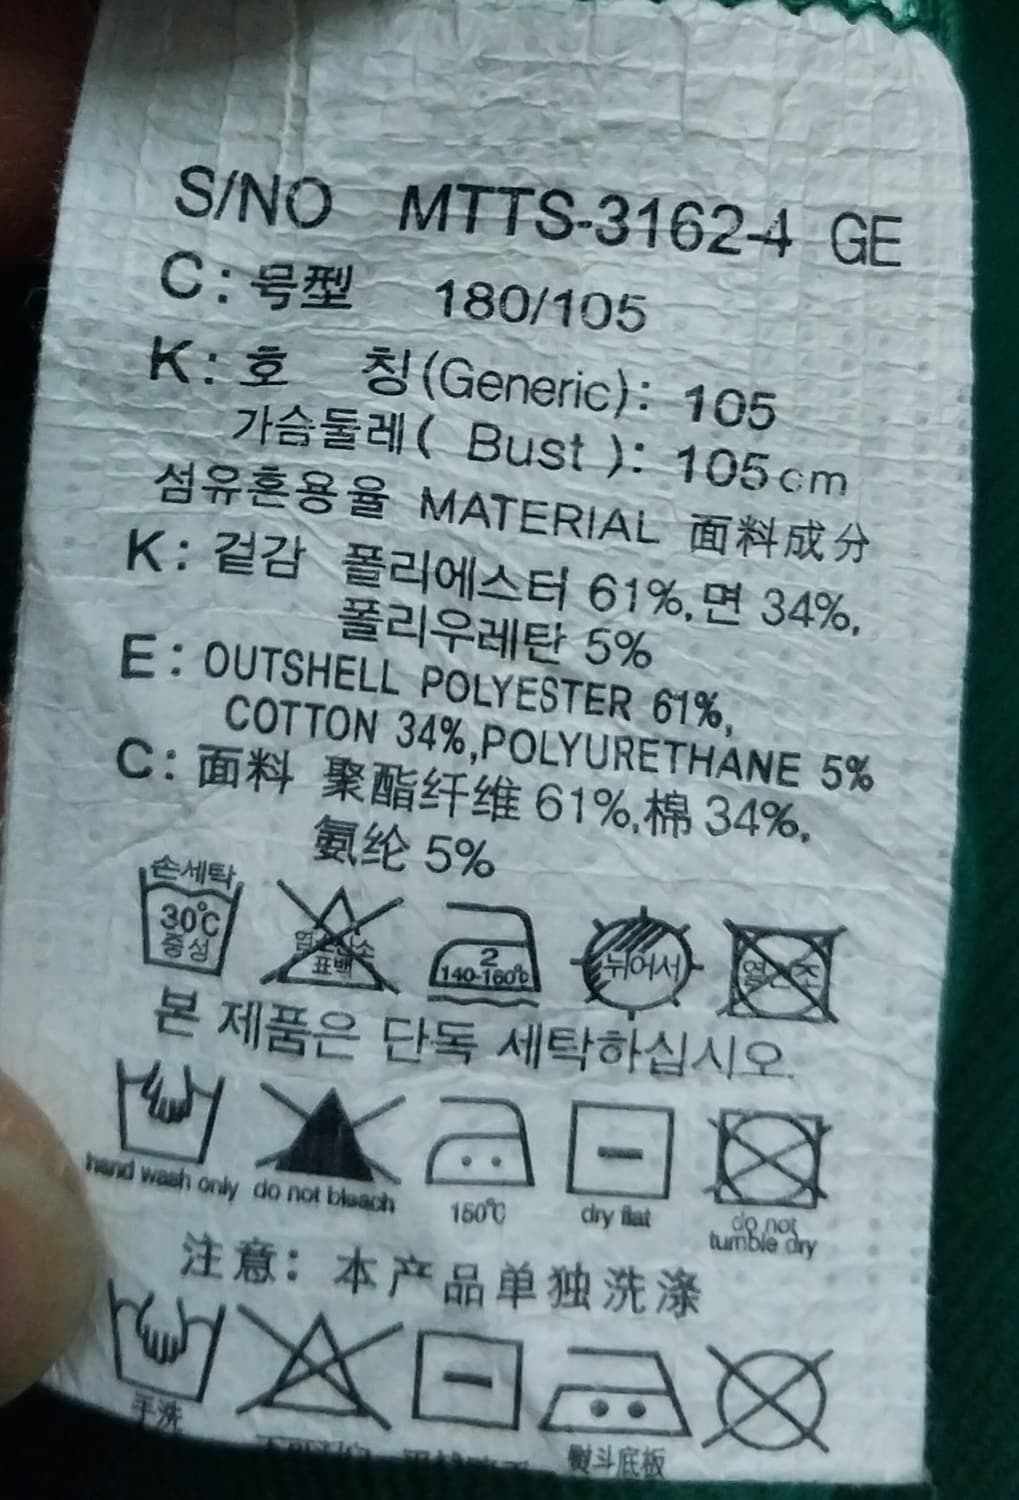 S/NO MTTS-3162-4 GE
C: 号型 180/105
K: 호 칭(Generic): 105
가슴둘레( Bust ): 105cm
섬유혼용율 MATERIAL 面料成分
K: 겉감 폴리에스터 61%,면 34%,
폴리우레탄 5%
E: OUTSHELL POLYESTER 61%,
COTTON 34%,POLYURETHANE 5%
C: 面料 聚酯纤维 61%,棉 34%,
氨纶 5%
손세탁
30℃ 중성
염소산소 표백
2 140-160℃
뉘어서
본 제품은 단독 세탁하십시오.
hand wash only do not bleach 150℃ dry flat do not tumble dry
注意: 本产品单独洗涤
手洗 熨斗底板